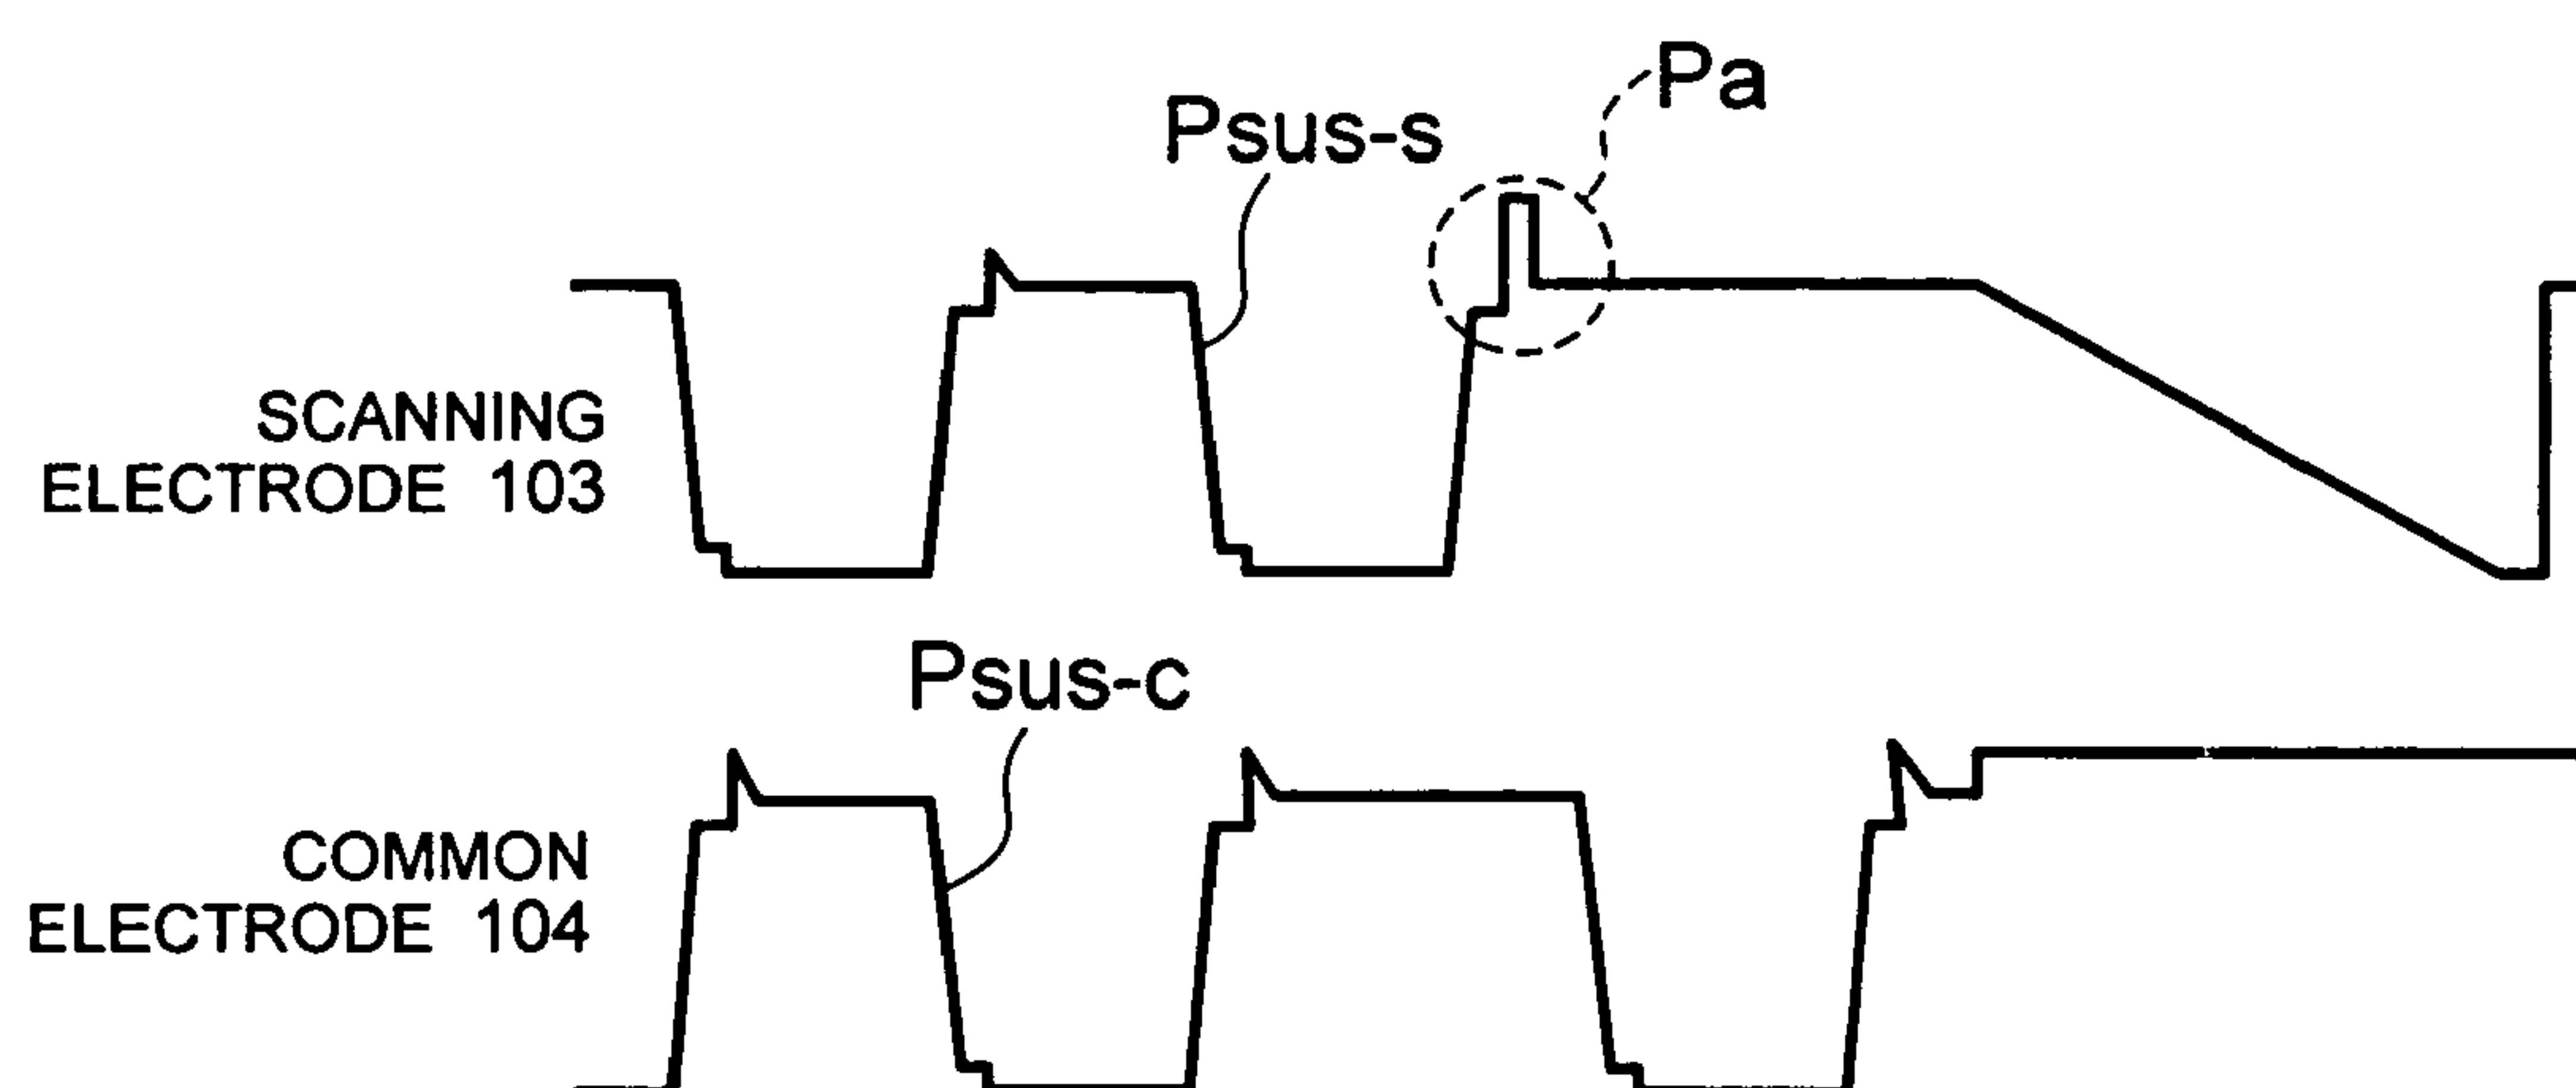 Pa
Psus-s
SCANNING
ELECTRODE 103
Psus-c
COMMON
ELECTRODE 104